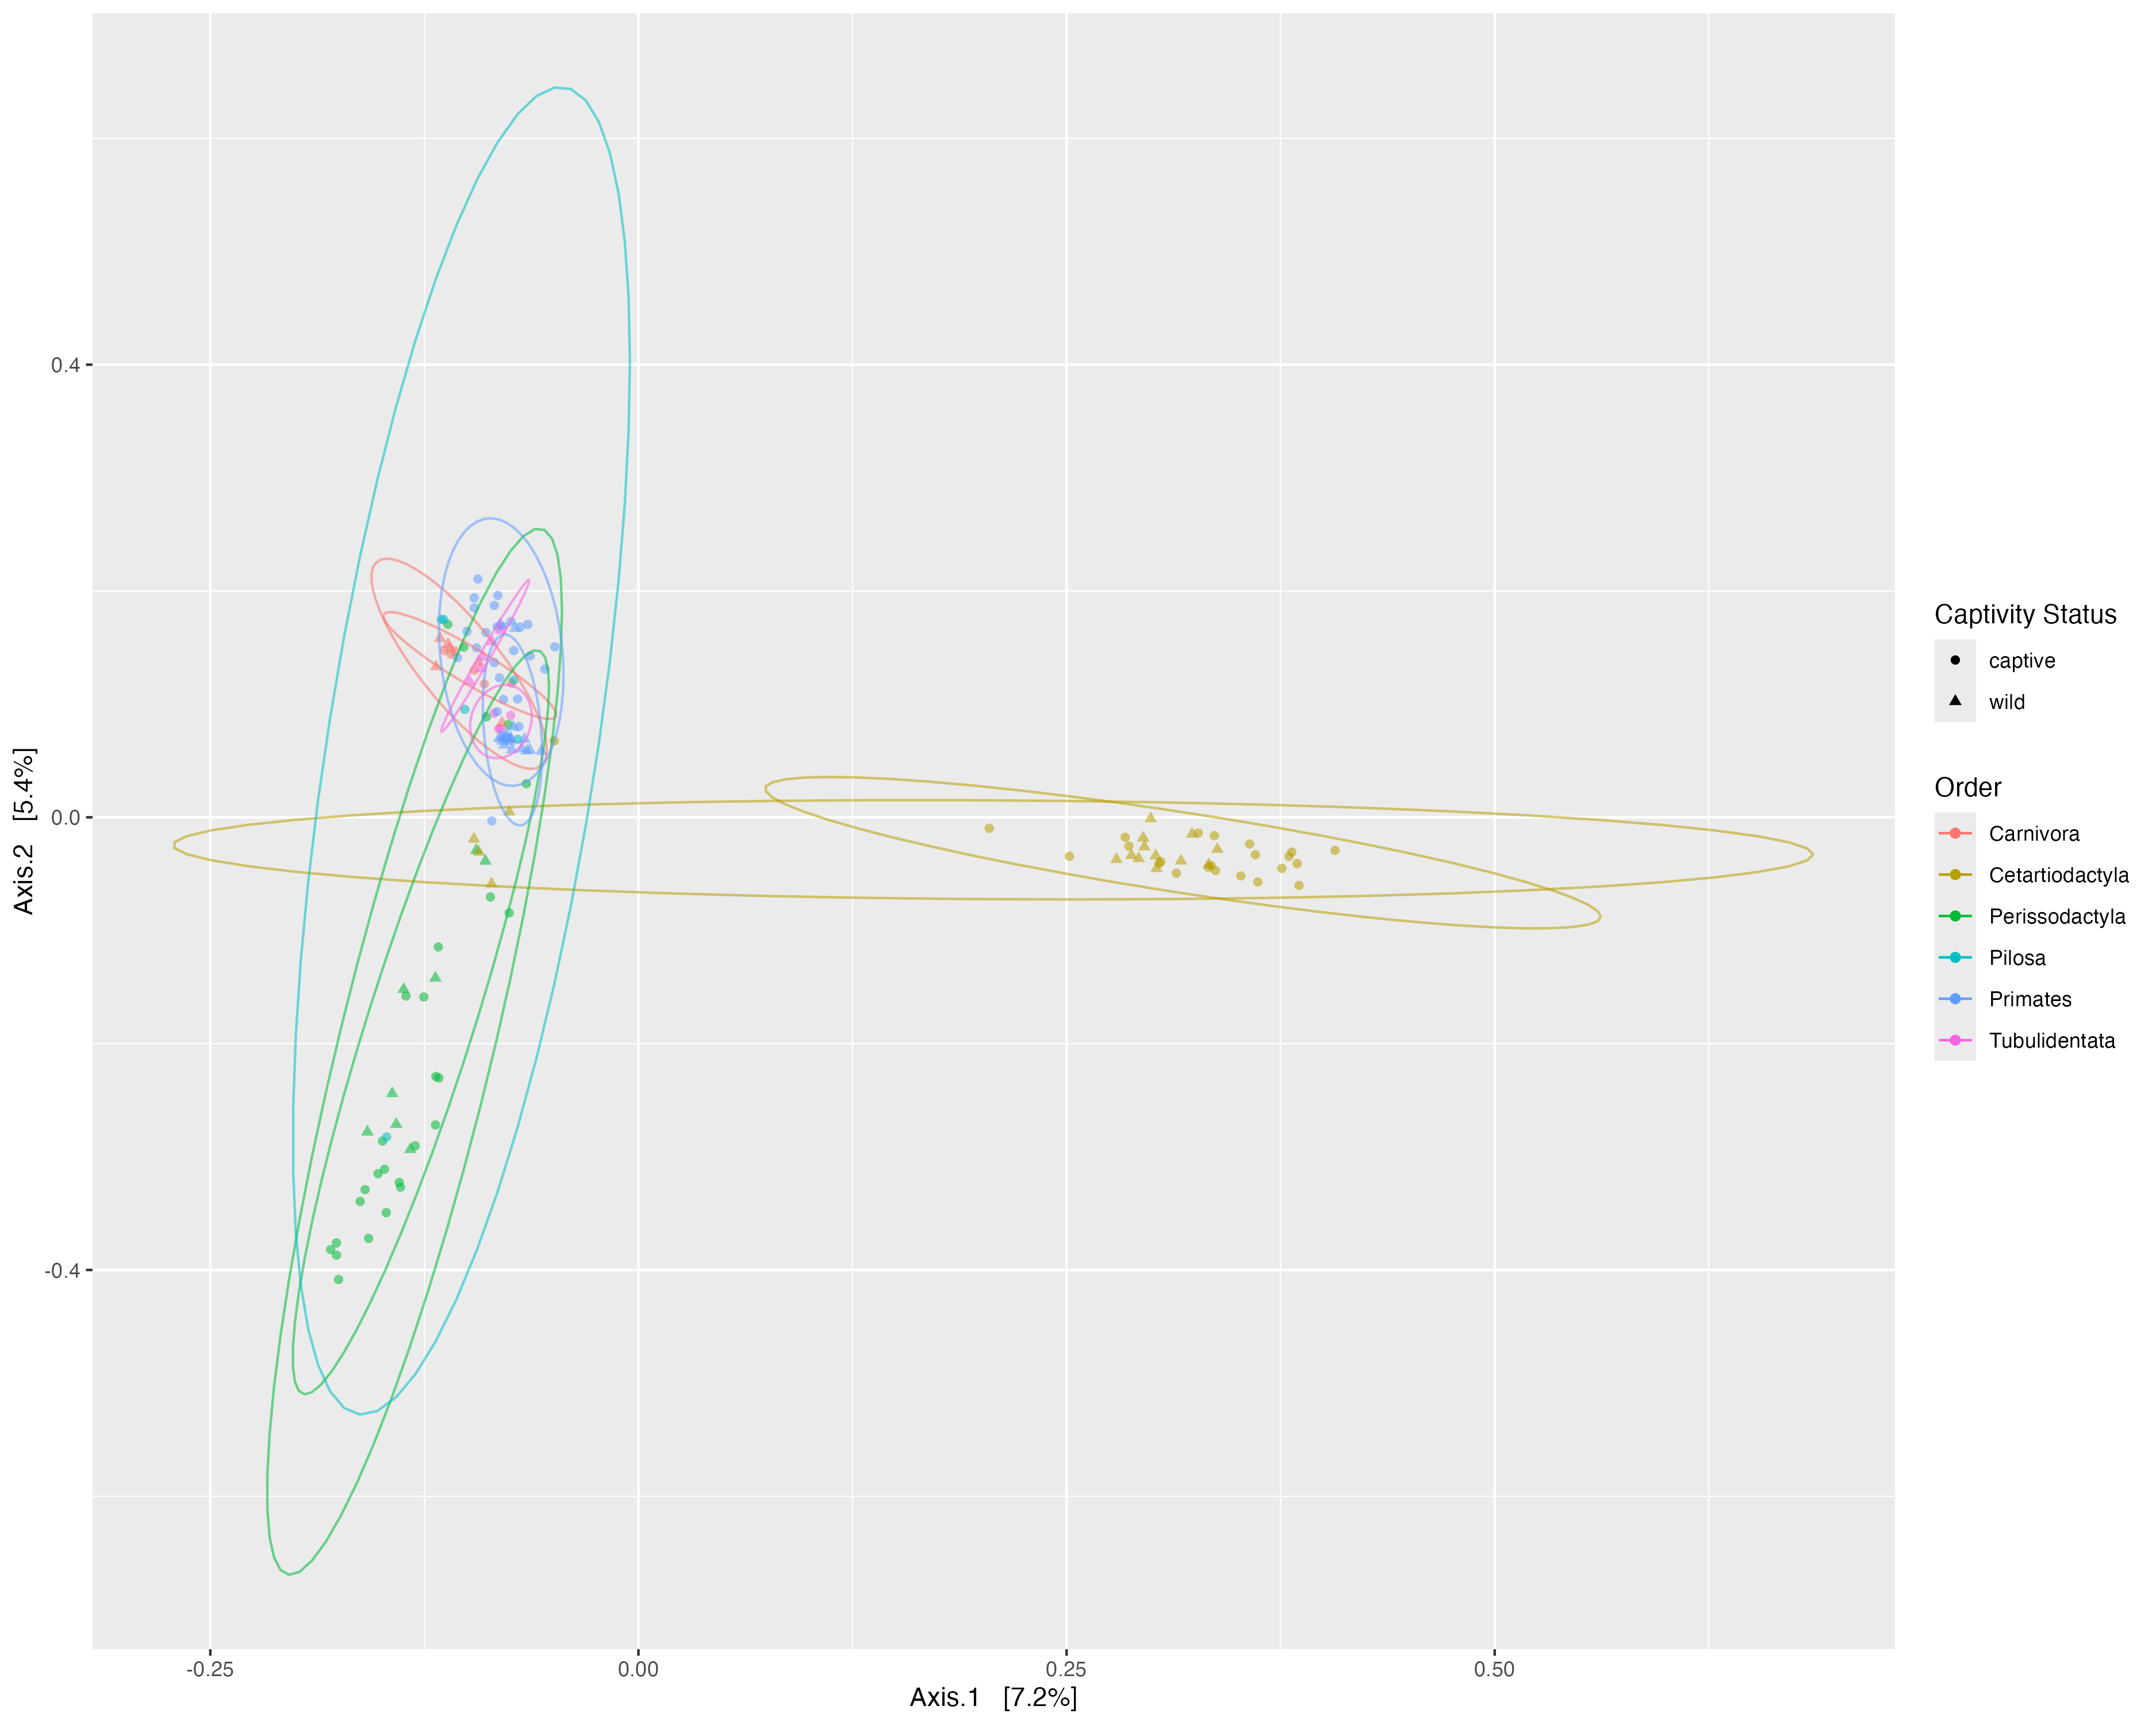 0.4
0.0
-0.4
Axis.2 [5.4%]
-0.25
0.00
0.25
0.50
Axis.1 [7.2%]
Captivity Status
captive
wild
Order
Carnivora
Cetartiodactyla
Perissodactyla
Pilosa
Primates
Tubulidentata